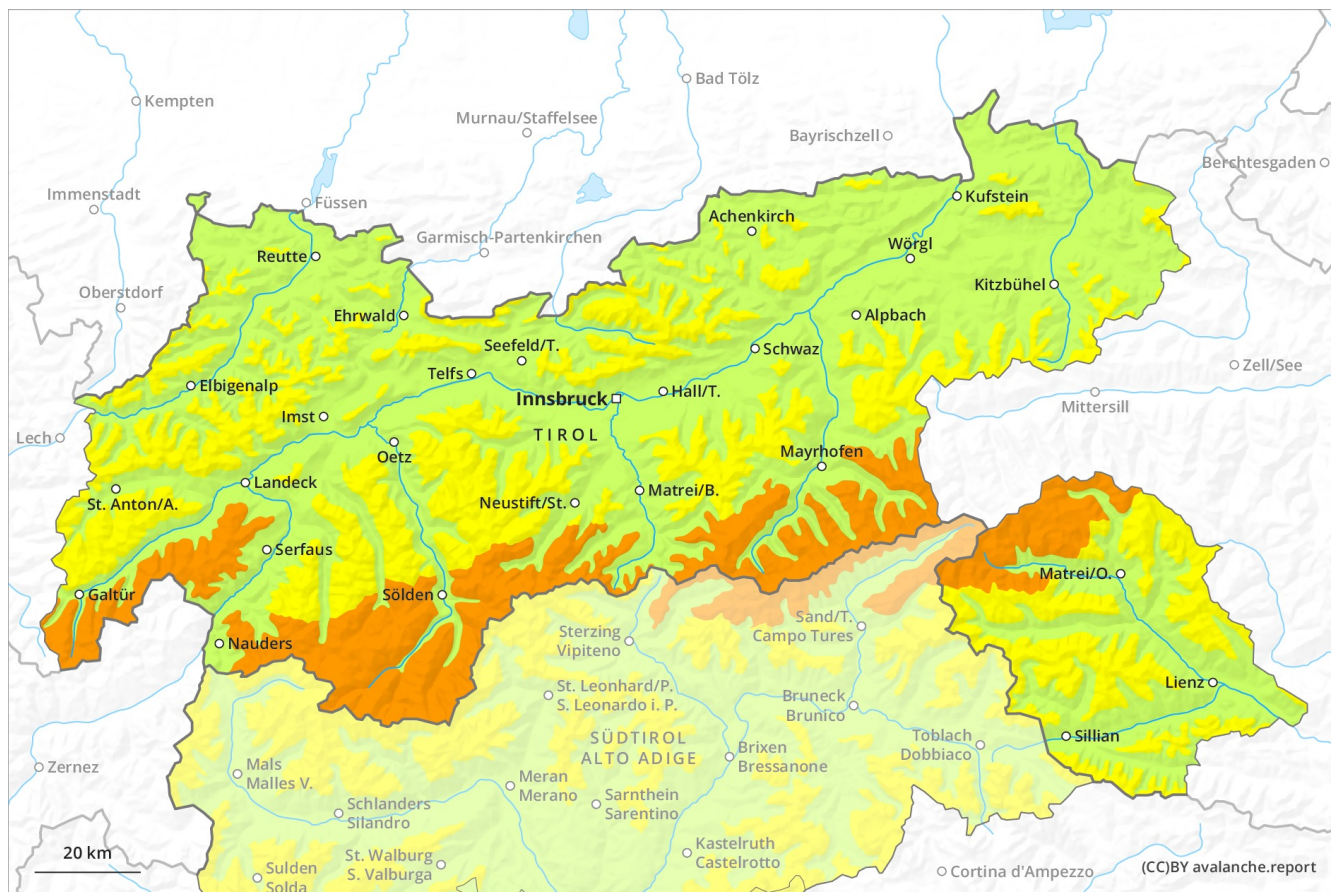 Kempten
Bad Tölz
Murnau/Staffelsee
Bayrischzell
Berchtesgaden
Immenstadt
Füssen
Kufstein
Achenkirch
Garmisch-Partenkirchen
Wörgl
Reutte
Oberstdorf
Kitzbühel
Ehrwald
Alpbach
Seefeld/T.
Schwaz
Zell/See
Telfs
Elbigenalp
Hall/T.
Innsbruck
Mittersill
Imst
TIROL
Lech
Oetz
Mayrhofen
Landeck
Matrei/B.
St. Anton/A.
Neustift/St.
Serfaus
Matrei/O.
Galtür
Sölden
Sand/T.
Campo Tures
Sterzing
Vipiteno
Nauders
Lienz
St. Leonhard/P.
S. Leonardo i. P.
Bruneck
Brunico
Sillian
Toblach
Dobbiaco
SÜDTIROL
ALTO ADIGE
Brixen
Bressanone
Zernez
Mals
Malles V.
Meran
Merano
Sarnthein
Sarentino
Schlanders
Silandro
20 km
St. Walburg
S. Valburga
Kastelruth
Castelrotto
Sulden
Solda
Cortina d'Ampezzo
(CC)BY avalanche.report